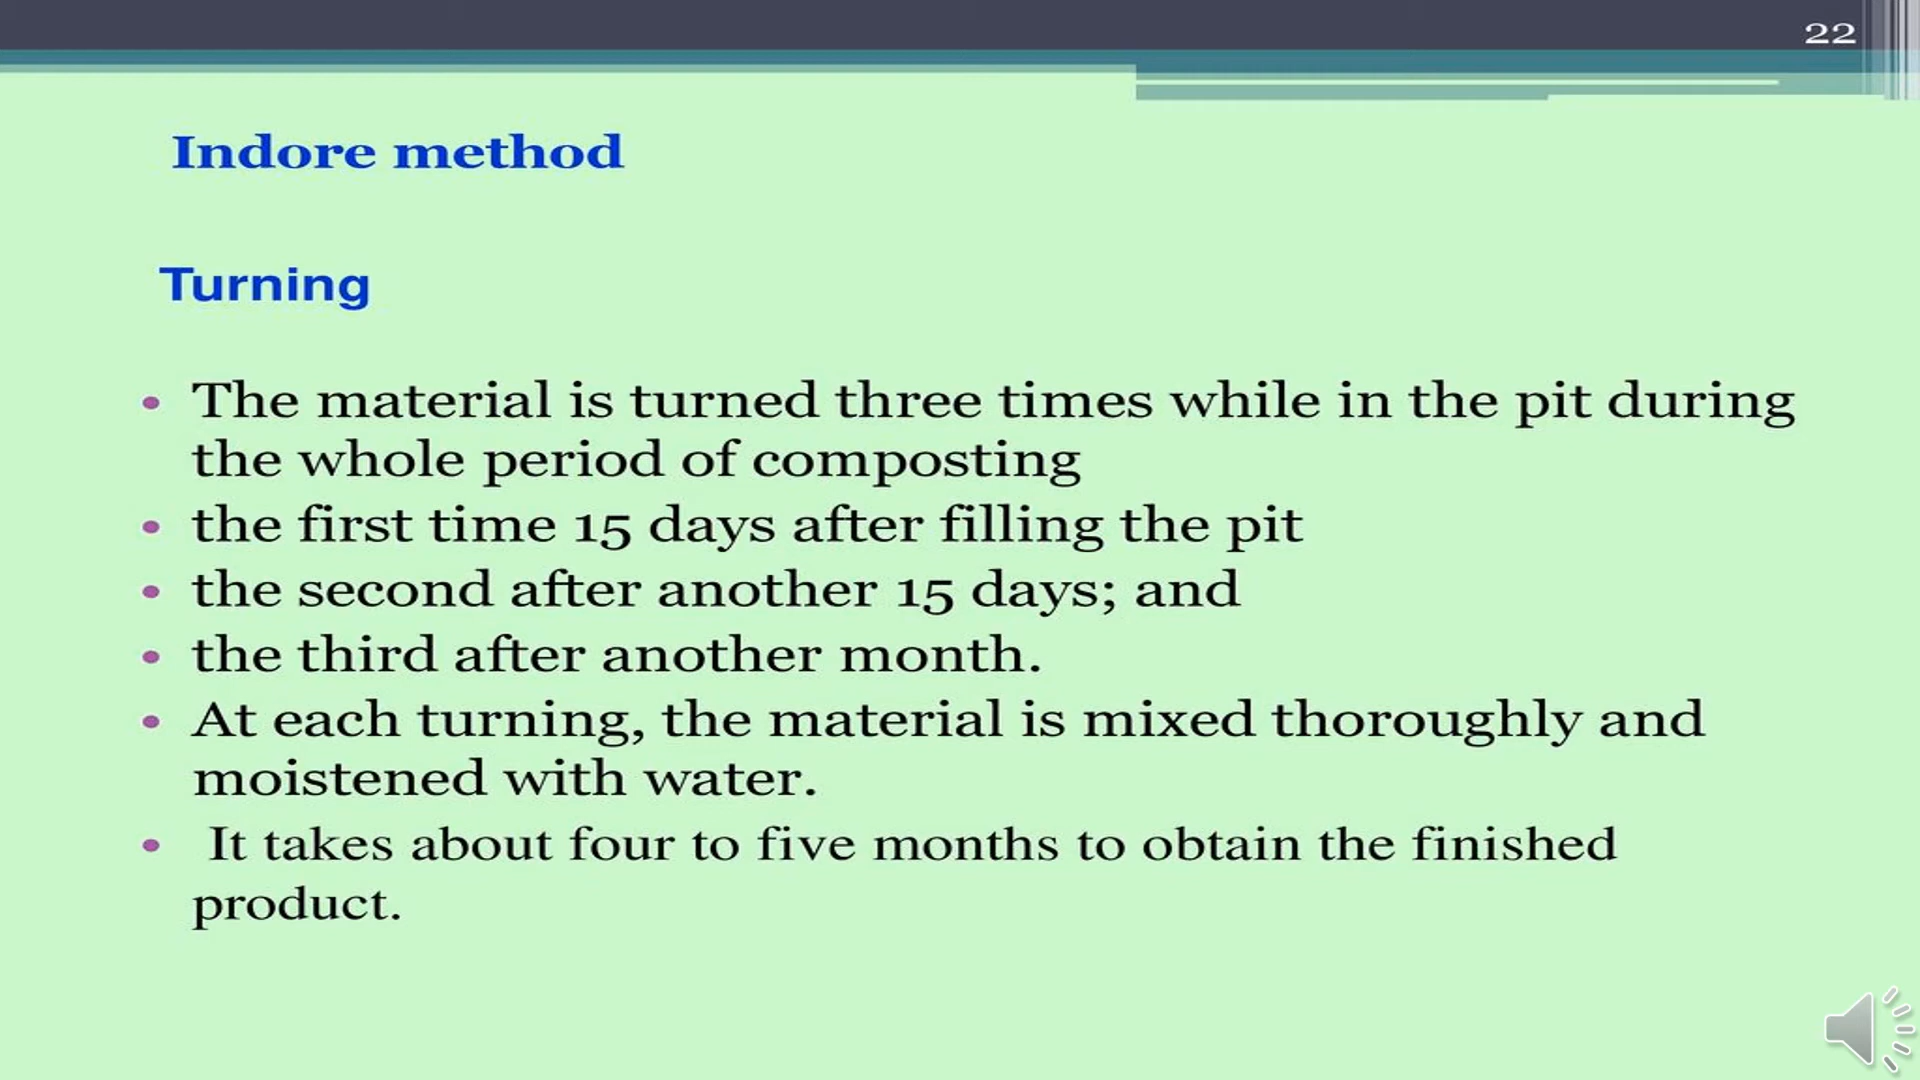 22
Indore method
Turning
• The material is turned three times while in the pit during
the whole period of composting
• the first time 15 days after filling the pit
• the second after another 15 days; and
• the third after another month.
• At each turning, the material is mixed thoroughly and
moistened with water.
• It takes about four to five months to obtain the finished
product.